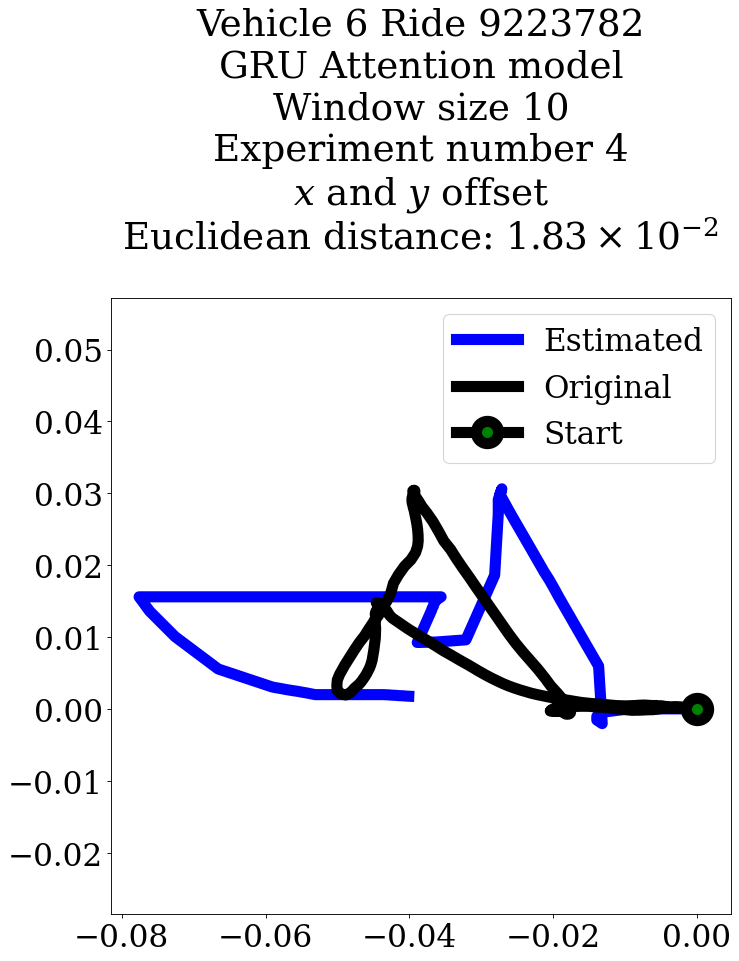 Vehicle 6 Ride 9223782
GRU Attention model
Window size 10
Experiment number 4
x and y offset
Euclidean distance: 1.83 × 10⁻²
Estimated
Original
Start
0.05
0.04
0.03
0.02
0.01
0.00
−0.01
−0.02
−0.08 −0.06 −0.04 −0.02 0.00